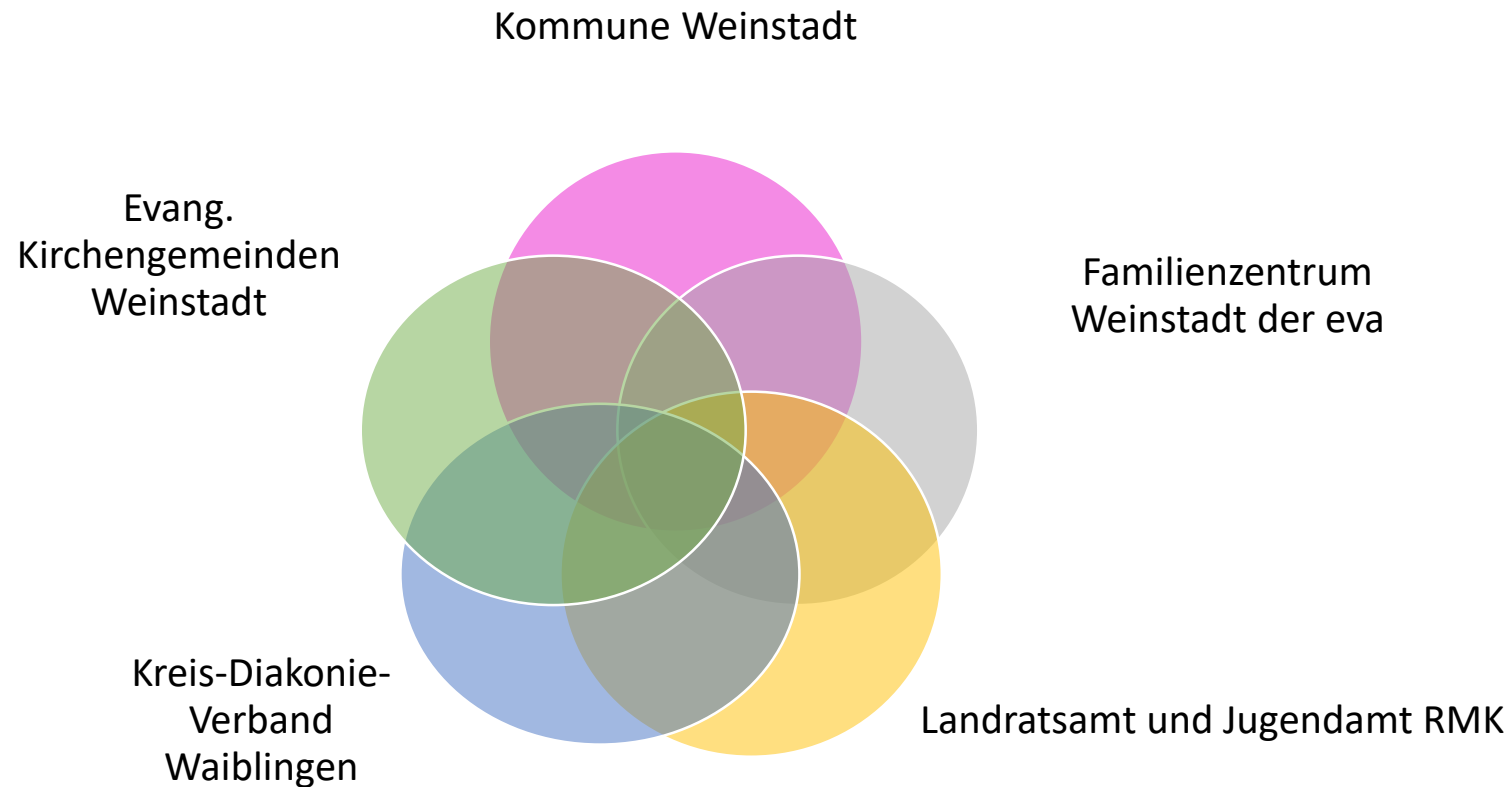 Kommune Weinstadt
Evang.
Kirchengemeinden
Weinstadt
Familienzentrum
Weinstadt der eva
Kreis-Diakonie-
Verband
Waiblingen
Landratsamt und Jugendamt RMK